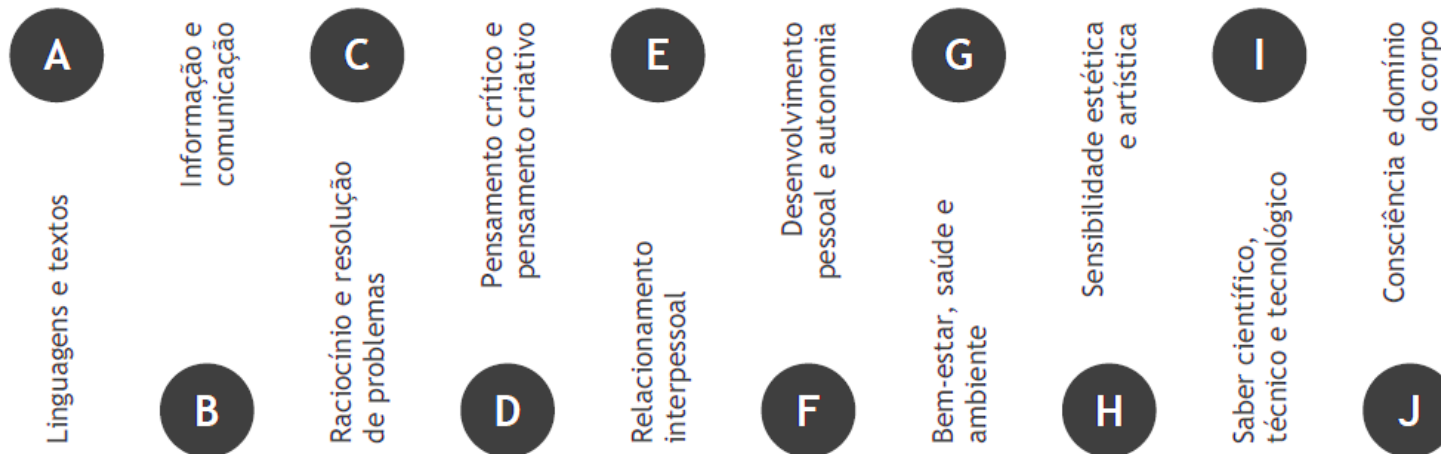 A
Linguagens e textos
B
Informação e
comunicação
C
Raciocínio e resolução
de problemas
D
Pensamento crítico e
pensamento criativo
E
Relacionamento
interpessoal
F
Desenvolvimento
pessoal e autonomia
G
Bem-estar, saúde e
ambiente
H
Sensibilidade estética
e artística
I
Saber científico,
técnico e tecnológico
J
Consciência e domínio
do corpo